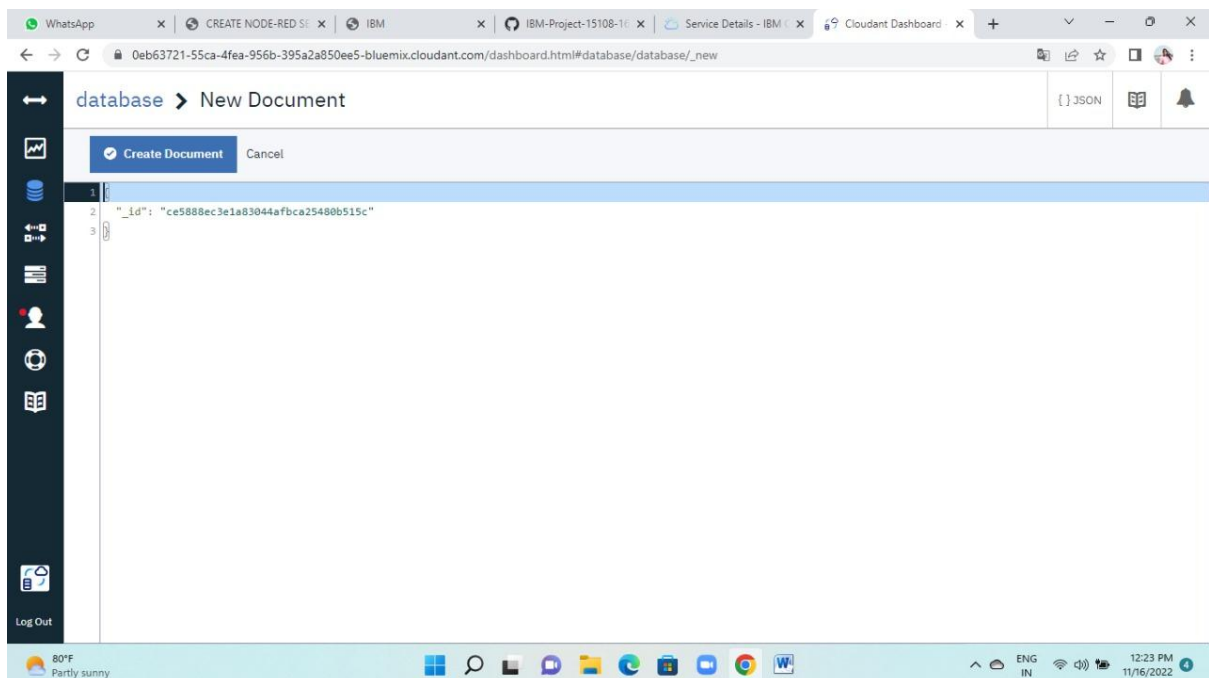 WhatsApp CREATE NODE-RED SE IBM IBM-Project-15108-16 Service Details - IBM C Cloudant Dashboard -
0eb63721-55ca-4fea-956b-395a2a850ee5-bluemix.cloudant.com/dashboard.html#database/database/_new
database > New Document { } JSON
Create Document Cancel
1 {
2 "_id": "ce5888ec3e1a83044afbca25480b515c"
3 }
Log Out
80°F
Partly sunny
ENG
IN
12:23 PM
11/16/2022
4